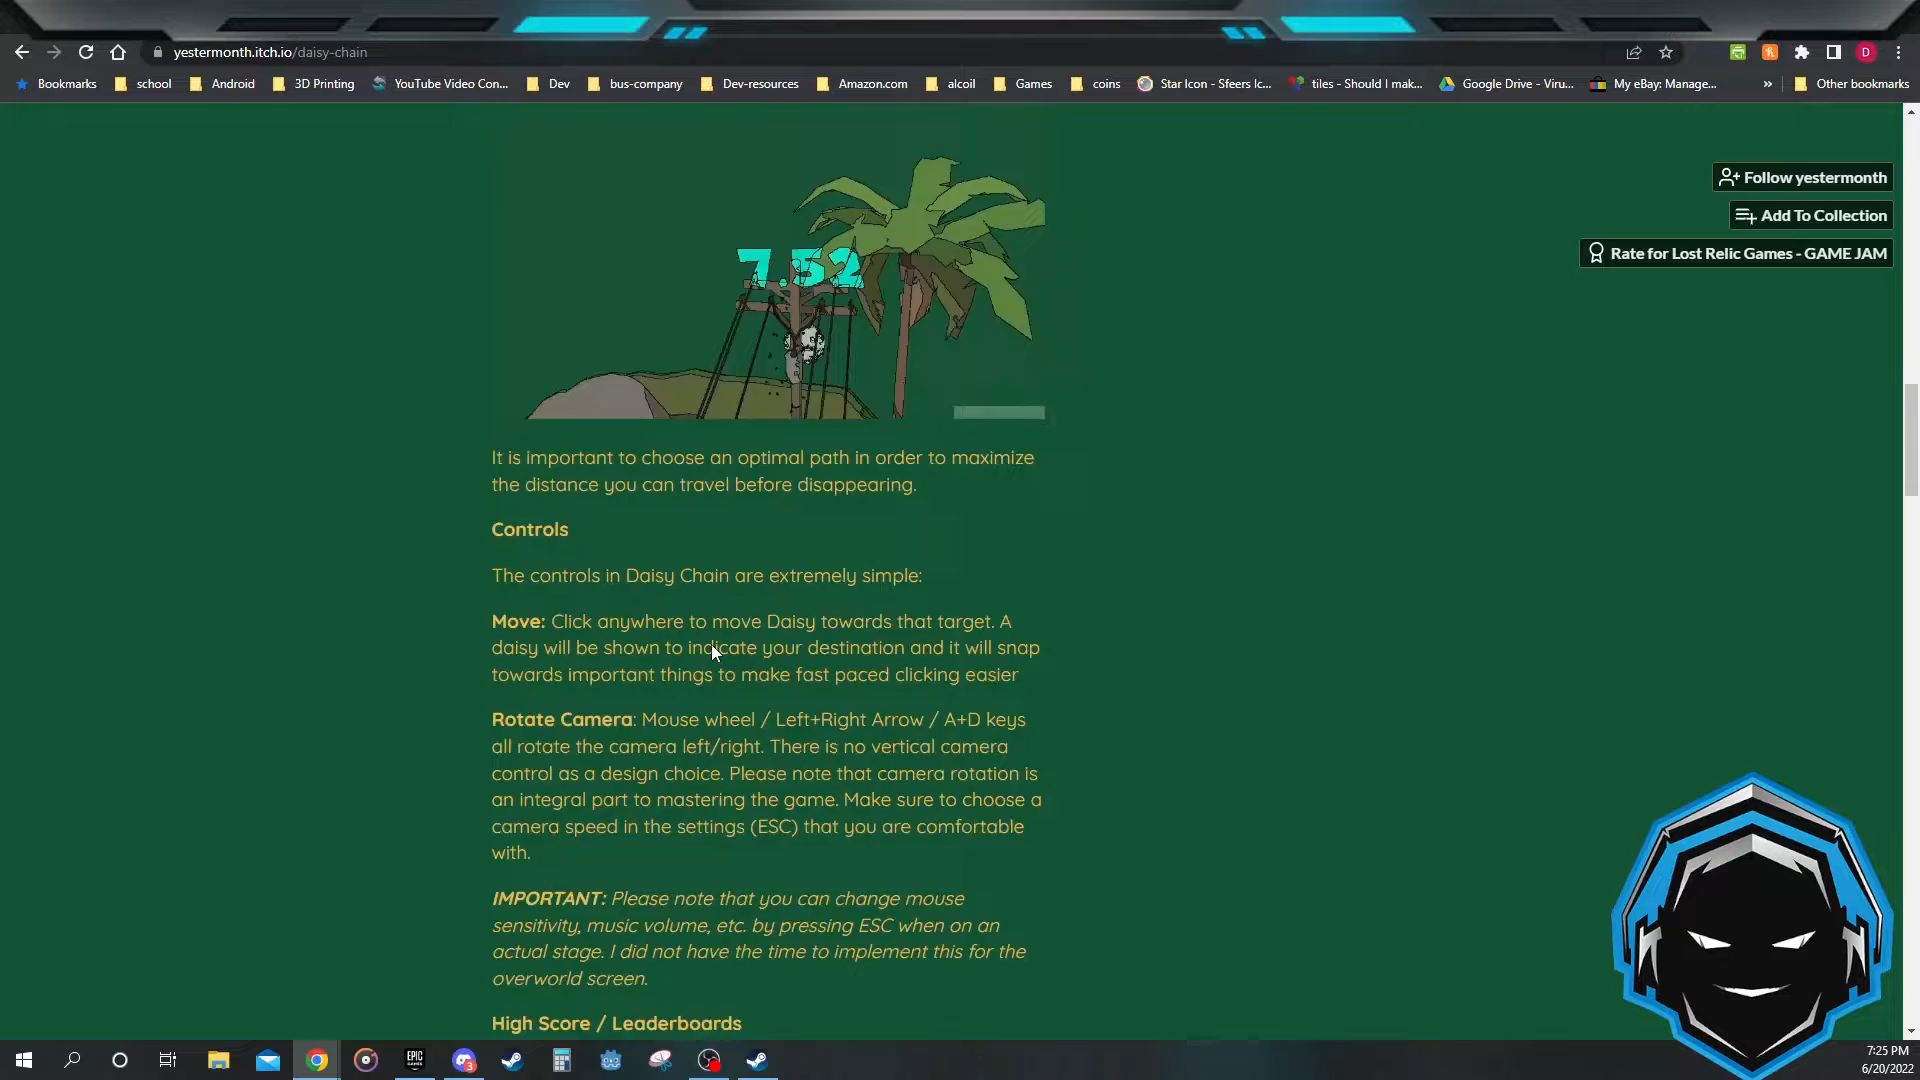 yestermonth.itch.io/daisy-chain
Bookmarks school Android 3D Printing YouTube Video Con... Dev bus-company Dev-resources Amazon.com alcoil Games coins Star Icon - Sfeers Ic... tiles - Should I mak... Google Drive - Viru... My eBay: Manage... » Other bookmarks
D
Follow yestermonth
Add To Collection
Rate for Lost Relic Games - GAME JAM
7.52
It is important to choose an optimal path in order to maximize
the distance you can travel before disappearing.
Controls
The controls in Daisy Chain are extremely simple:
Move: Click anywhere to move Daisy towards that target. A
daisy will be shown to indicate your destination and it will snap
towards important things to make fast paced clicking easier
Rotate Camera: Mouse wheel / Left+Right Arrow / A+D keys
all rotate the camera left/right. There is no vertical camera
control as a design choice. Please note that camera rotation is
an integral part to mastering the game. Make sure to choose a
camera speed in the settings (ESC) that you are comfortable
with.
IMPORTANT: Please note that you can change mouse
sensitivity, music volume, etc. by pressing ESC when on an
actual stage. I did not have the time to implement this for the
overworld screen.
High Score / Leaderboards
EPIC
GAMES
3
7:25 PM
6/20/2022